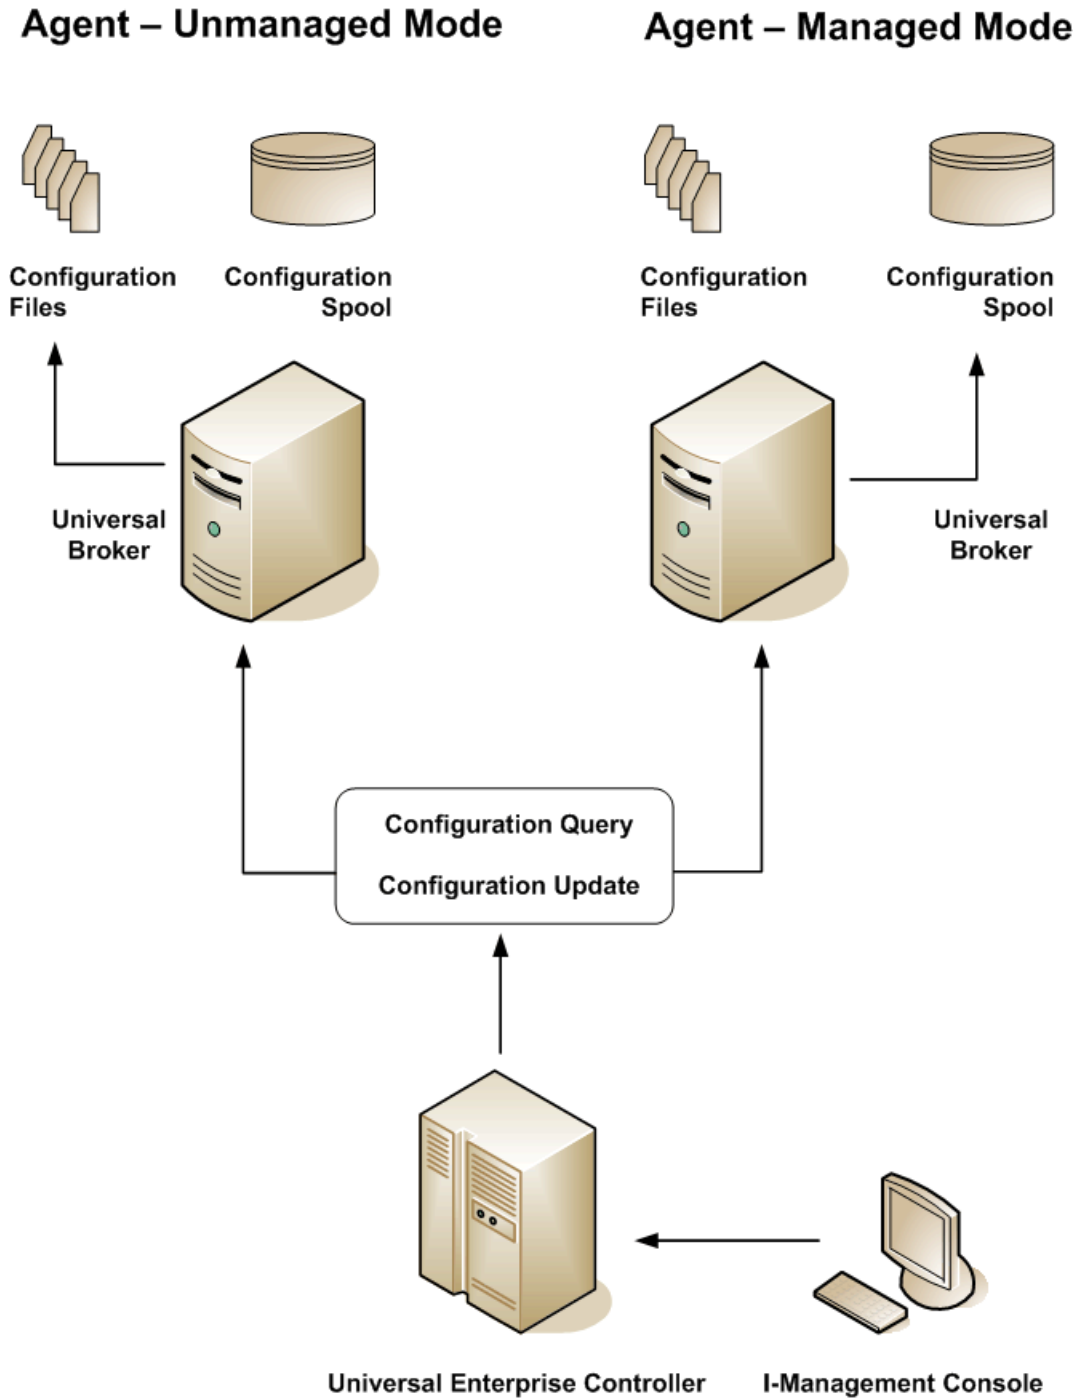 Agent – Unmanaged Mode
Agent – Managed Mode
Configuration
Files
Configuration
Spool
Configuration
Files
Configuration
Spool
Universal
Broker
Universal
Broker
Configuration Query
Configuration Update
Universal Enterprise Controller
I-Management Console